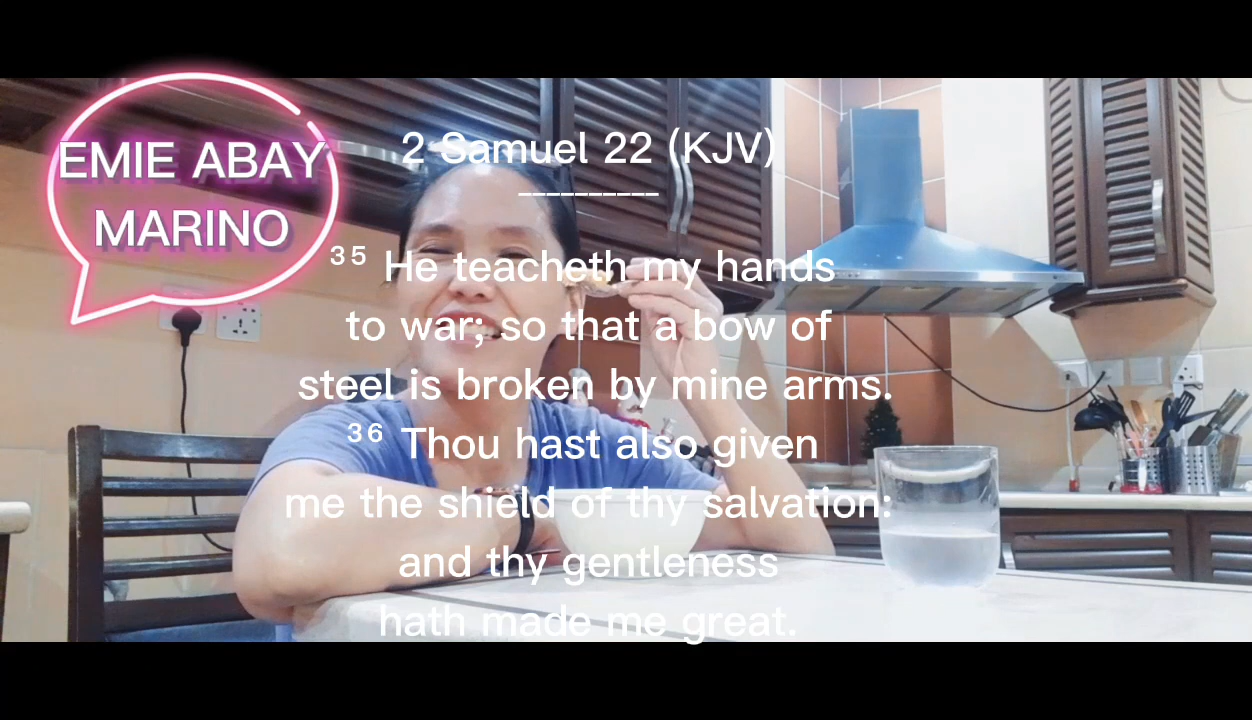 EMIE ABAY
MARINO
2 Samuel 22 (KJV)
__________
³⁵ He teacheth my hands
to war; so that a bow of
steel is broken by mine arms.
³⁶ Thou hast also given
me the shield of thy salvation:
and thy gentleness
hath made me great.